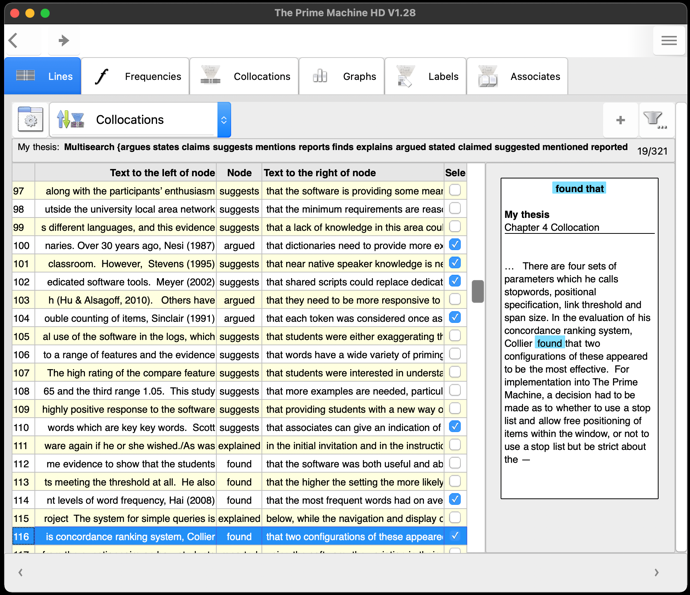 The Prime Machine HD V1.28
Lines
Frequencies
Collocations
Graphs
Labels
Associates
Collocations
My thesis: Multisearch {argues states claims suggests mentions reports finds explains argued stated claimed suggested mentioned reported
19/321
Text to the left of node Node Text to the right of node Sele
97 along with the participants' enthusiasm suggests that the software is providing some mean
98 outside the university local area network suggests that the minimum requirements are reas
99 s different languages, and this evidence suggests that a lack of knowledge in this area coul
100 naries. Over 30 years ago, Nesi (1987) argued that dictionaries need to provide more ex
101 classroom. However, Stevens (1995) suggests that near native speaker knowledge is ne
102 edicated software tools. Meyer (2002) suggests that shared scripts could replace dedicat
103 h (Hu & Alsagoff, 2010). Others have argued that they need to be more responsive to
104 ouble counting of items, Sinclair (1991) argued that each token was considered once as
105 al use of the software in the logs, which suggests that students were either exaggerating th
106 to a range of features and the evidence suggests that words have a wide variety of priming
107 The high rating of the compare feature suggests that students were interested in understa
108 65 and the third range 1.05. This study suggests that more examples are needed, particul
109 highly positive response to the software suggests that providing students with a new way o
110 words which are key key words. Scott suggests that associates can give an indication of
111 ware again if he or she wished./As was explained in the initial invitation and in the instructic
112 me evidence to show that the students found that the software was both useful and ab
113 ts meeting the threshold at all. He also found that the higher the setting the more likely
114 nt levels of word frequency, Hai (2008) found that the most frequent words had on ave
115 roject The system for simple queries is explained below, while the navigation and display c
116 is concordance ranking system, Collier found that two configurations of these appeare
found that
My thesis
Chapter 4 Collocation
... There are four sets of
parameters which he calls
stopwords, positional
specification, link threshold and
span size. In the evaluation of his
concordance ranking system,
Collier found that two
configurations of these appeared
to be the most effective. For
implementation into The Prime
Machine, a decision had to be
made as to whether to use a stop
list and allow free positioning of
items within the window, or not to
use a stop list but be strict about
the —